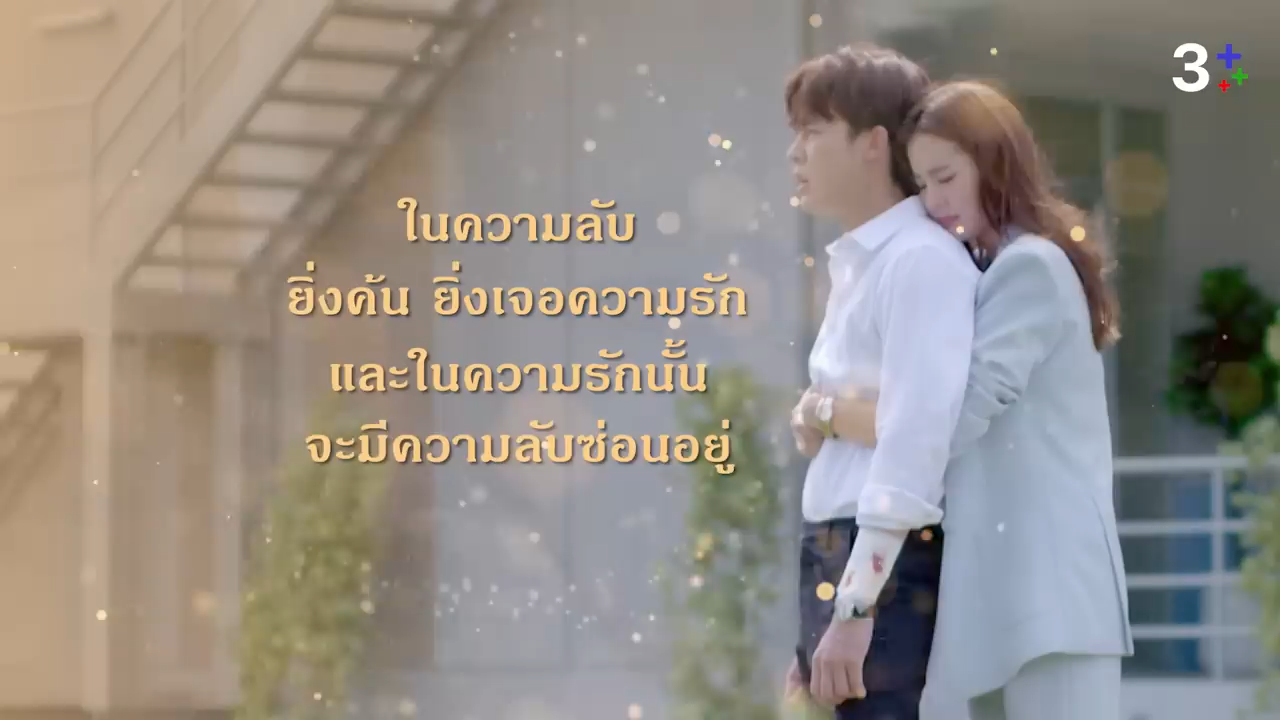 3+
ในความลับ
ยิ่งค้น ยิ่งเจอความรัก
และในความรักนั้น
จะมีความลับซ่อนอยู่